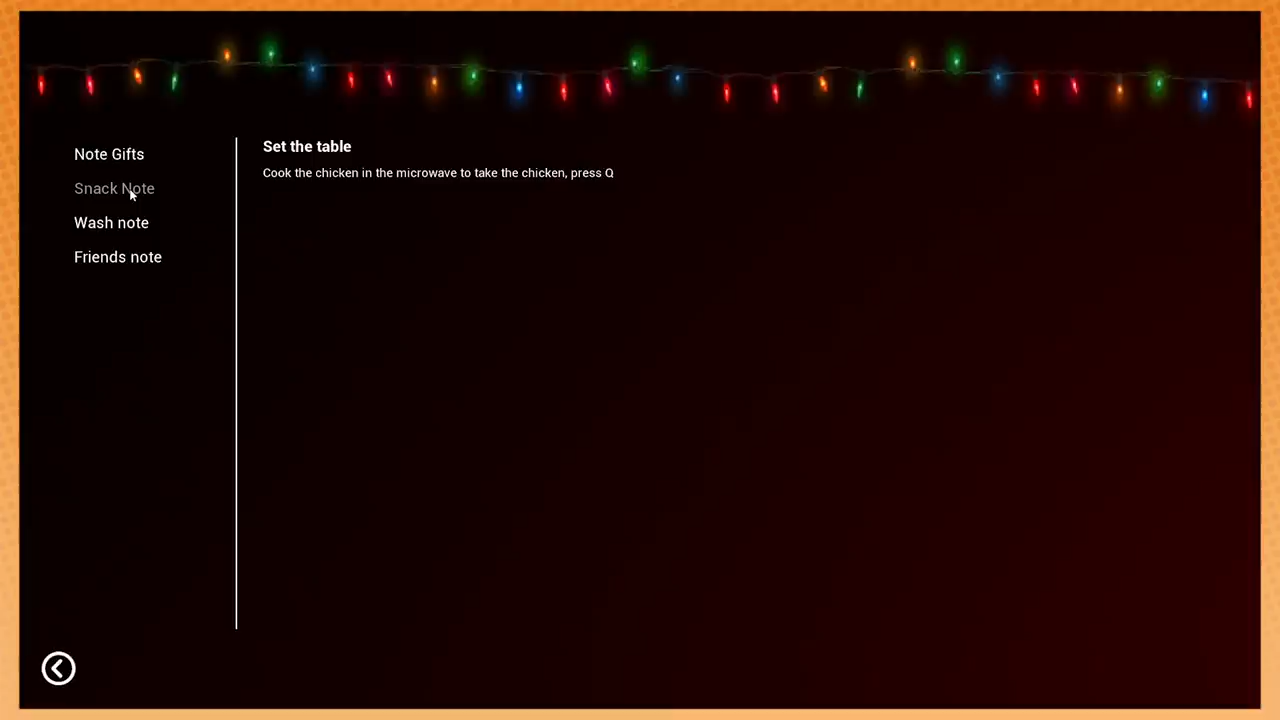 Note Gifts
Snack Note
Wash note
Friends note
Set the table
Cook the chicken in the microwave to take the chicken, press Q